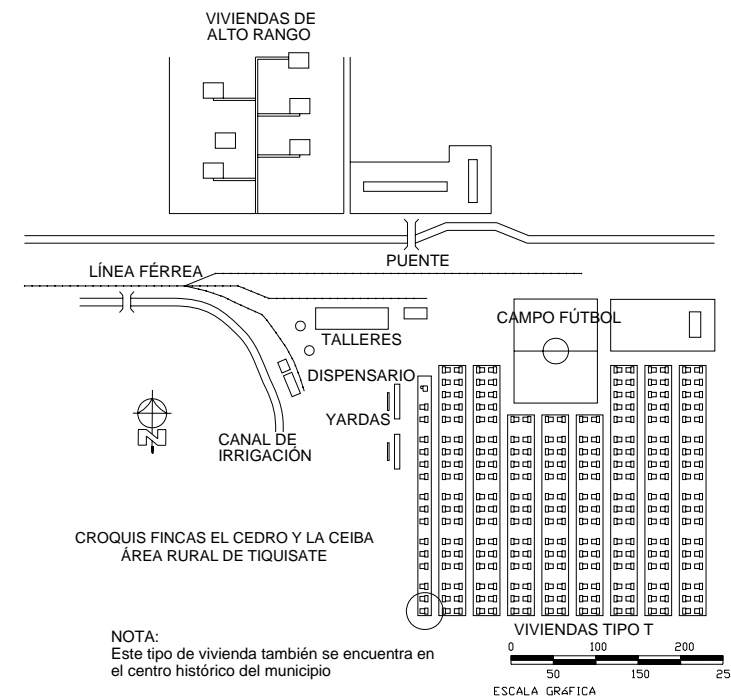 VIVIENDAS DE
ALTO RANGO
PUENTE
LÍNEA FÉRREA
CAMPO FÚTBOL
TALLERES
DISPENSARIO
YARDAS
CANAL DE
IRRIGACIÓN
N
CROQUIS FINCAS EL CEDRO Y LA CEIBA
ÁREA RURAL DE TIQUISATE
VIVIENDAS TIPO T
NOTA:
Este tipo de vivienda también se encuentra en
el centro histórico del municipio
0 100 200
50 150 25
ESCALA GRÁFICA